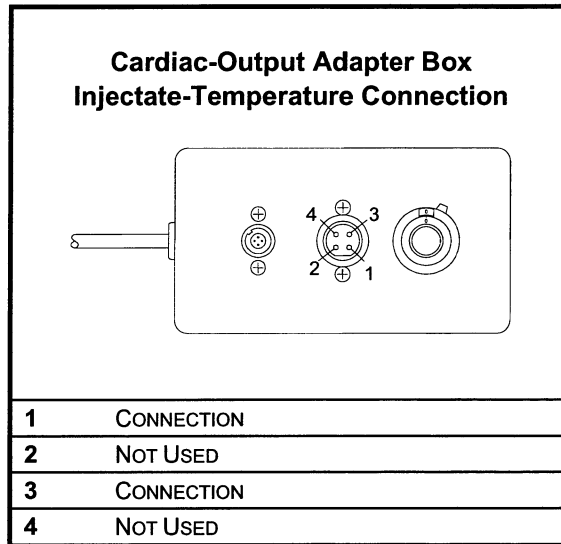 Cardiac-Output Adapter Box
Injectate-Temperature Connection
4 3
2 1
1 CONNECTION
2 NOT USED
3 CONNECTION
4 NOT USED